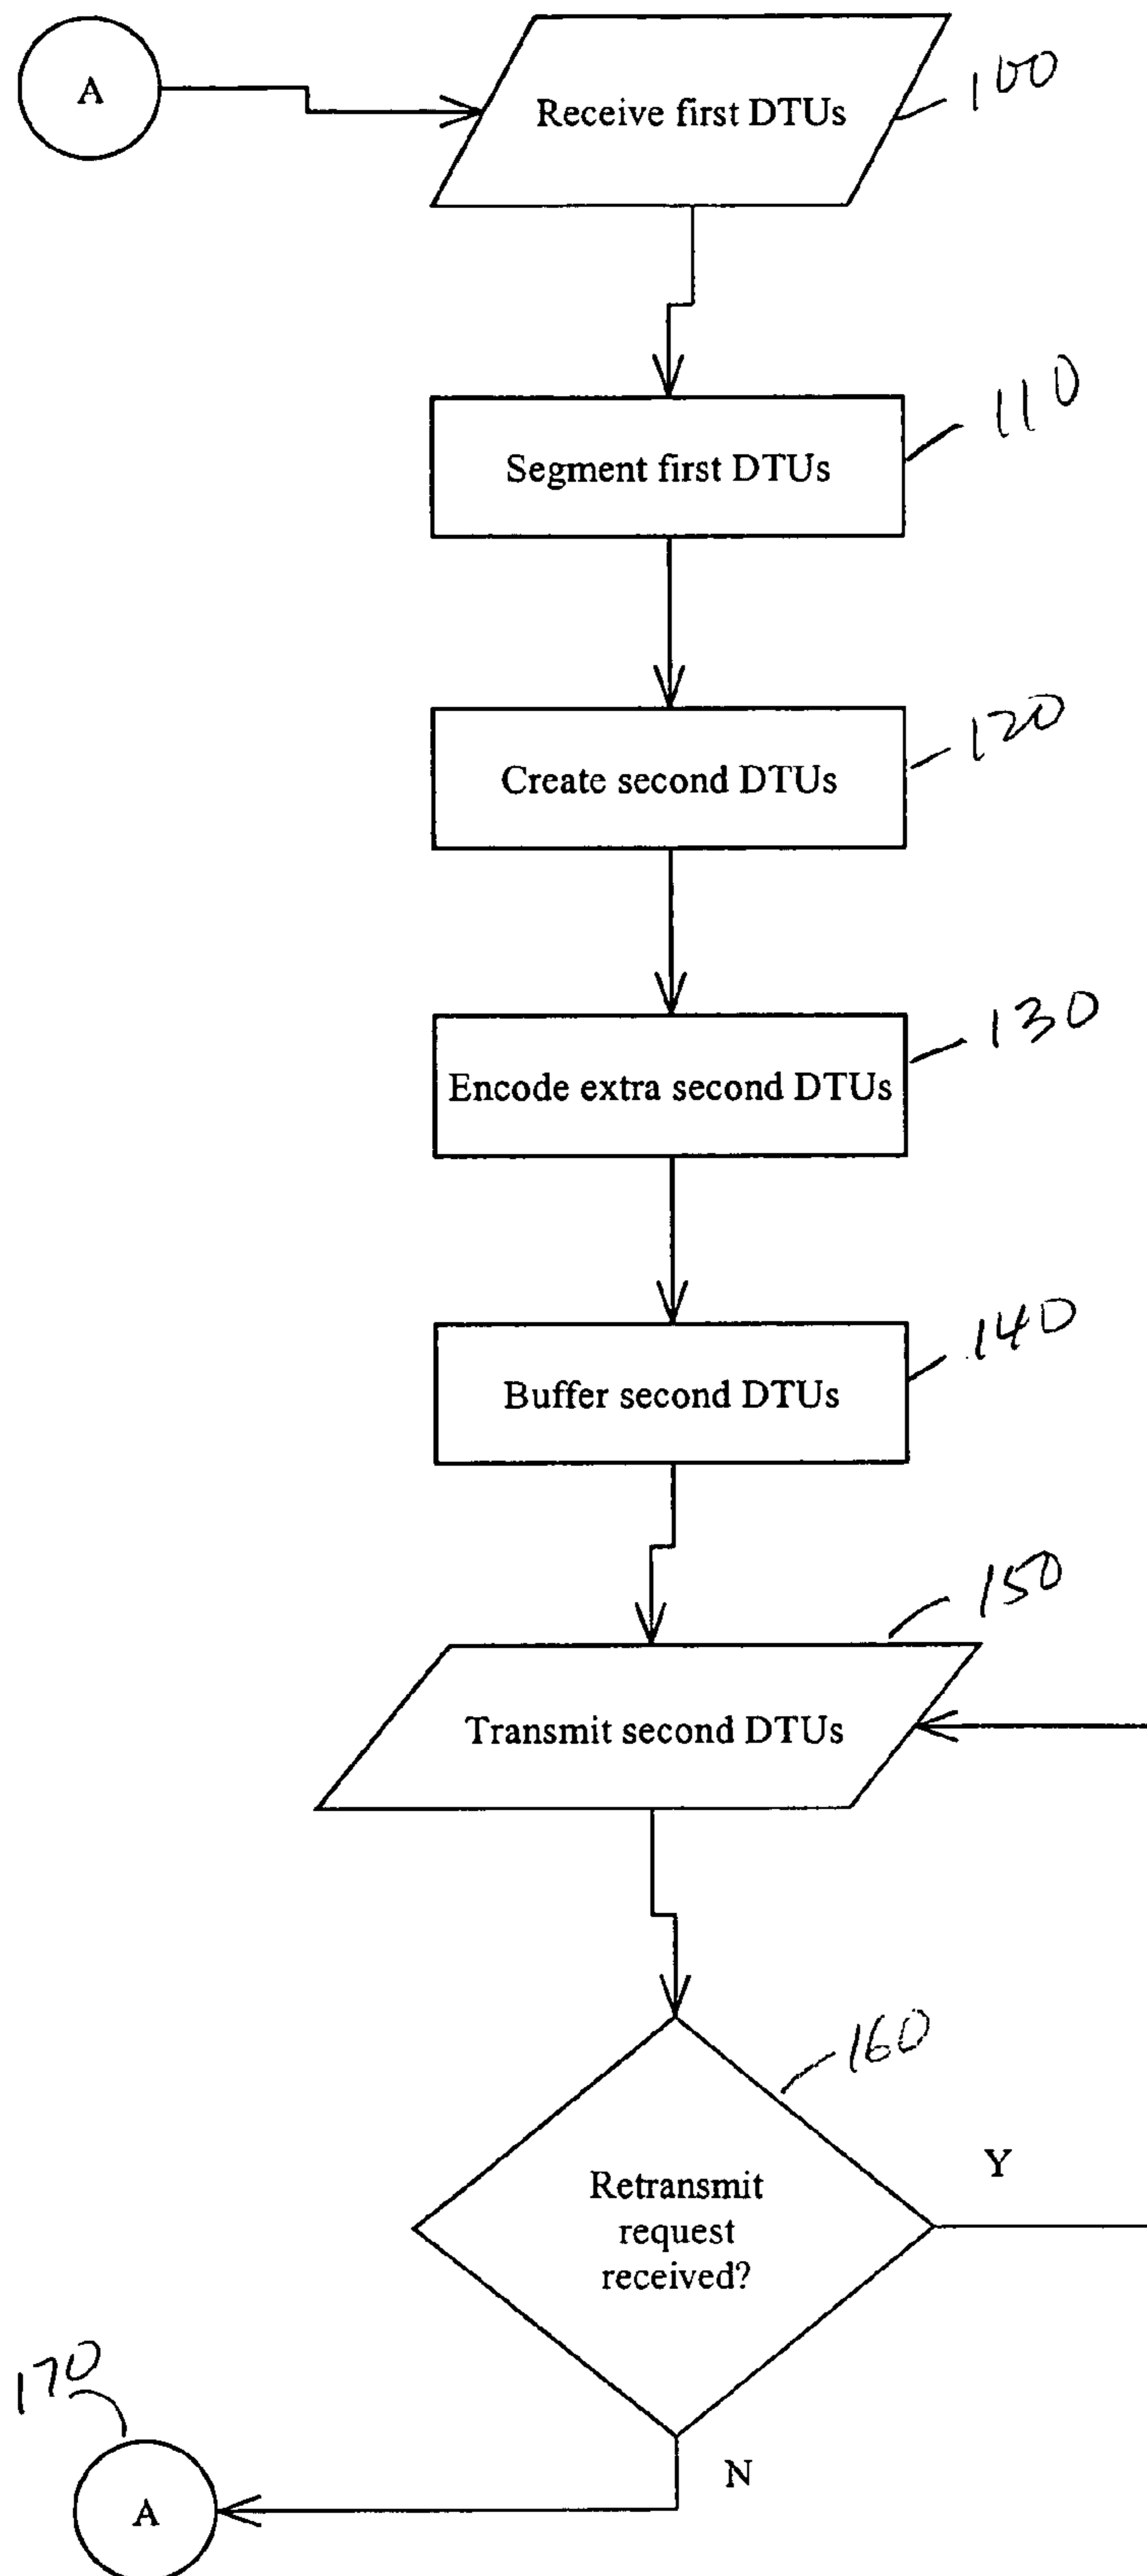 A
Receive first DTUs
100
Segment first DTUs
110
Create second DTUs
120
Encode extra second DTUs
130
Buffer second DTUs
140
Transmit second DTUs
150
Retransmit
request
received?
160
Y
N
170
A